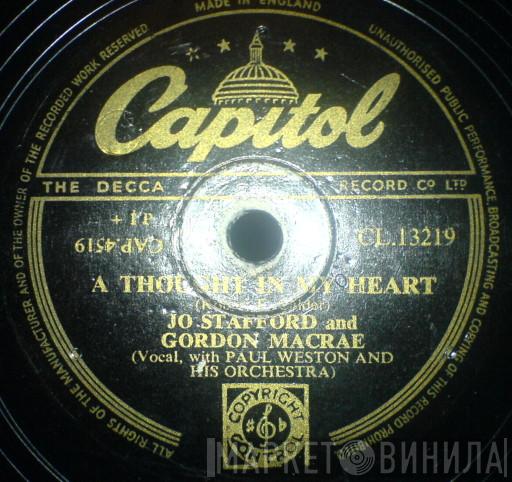 MADE IN ENGLAND
ALL RIGHTS OF THE MANUFACTURER AND OF THE OWNER OF THE RECORDED WORK RESERVED
UNAUTHORISED PUBLIC PERFORMANCE, BROADCASTING AND COPYING OF THIS RECORD PROHIBITED
Capitol
THE DECCA RECORD CO LTD
+ 1P
CAP 4519
CL.13219
A THOUGHT IN MY HEART
JO STAFFORD and
GORDON MACRAE
(Vocal, with PAUL WESTON AND
HIS ORCHESTRA)
COPYRIGHT
CONTROL
МАРКЕТ ВИНИЛА